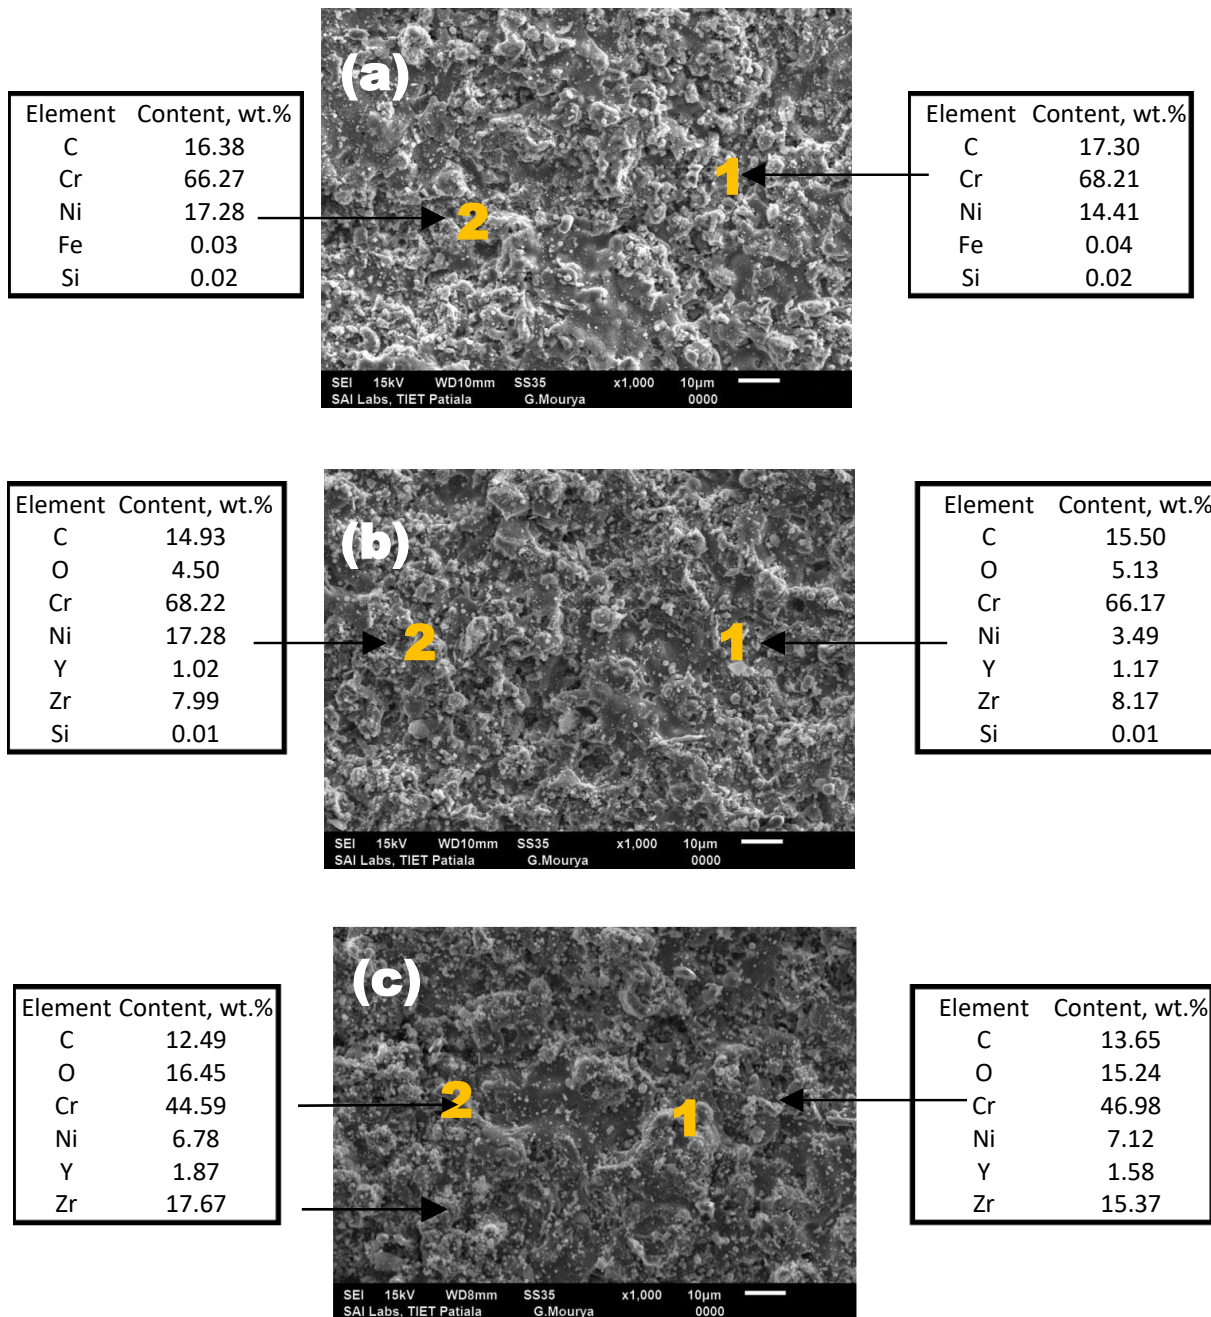 (a)
Element Content, wt.%
C 16.38
Cr 66.27
Ni 17.28
Fe 0.03
Si 0.02
2
1
Element Content, wt.%
C 17.30
Cr 68.21
Ni 14.41
Fe 0.04
Si 0.02
SEI 15kV WD10mm SS35 x1,000 10µm
SAI Labs, TIET Patiala G.Mourya 0000
(b)
Element Content, wt.%
C 14.93
O 4.50
Cr 68.22
Ni 17.28
Y 1.02
Zr 7.99
Si 0.01
2
1
Element Content, wt.%
C 15.50
O 5.13
Cr 66.17
Ni 3.49
Y 1.17
Zr 8.17
Si 0.01
SEI 15kV WD10mm SS35 x1,000 10µm
SAI Labs, TIET Patiala G.Mourya 0000
(c)
Element Content, wt.%
C 12.49
O 16.45
Cr 44.59
Ni 6.78
Y 1.87
Zr 17.67
2
1
Element Content, wt.%
C 13.65
O 15.24
Cr 46.98
Ni 7.12
Y 1.58
Zr 15.37
SEI 15kV WD8mm SS35 x1,000 10µm
SAI Labs, TIET Patiala G.Mourya 0000